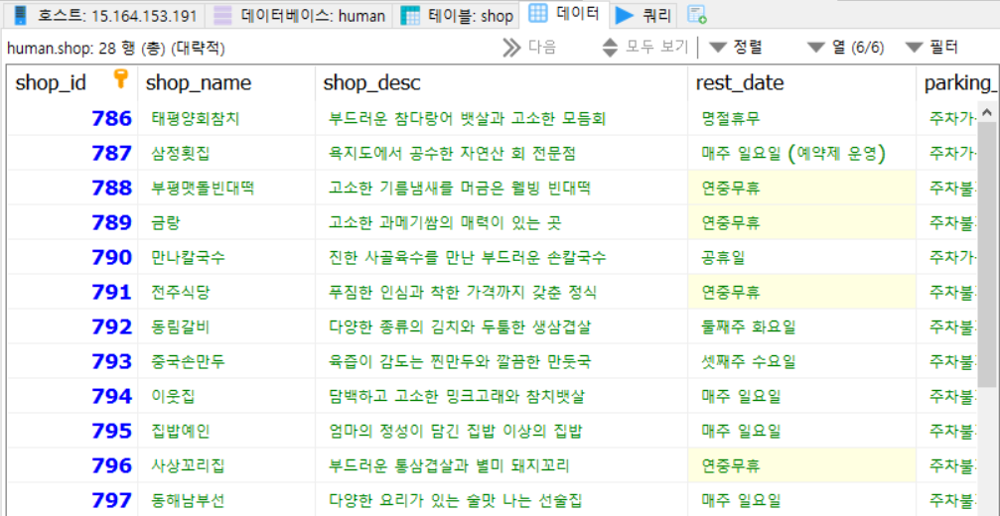 호스트: 15.164.153.191 데이터베이스: human 테이블: shop 데이터 쿼리
human.shop: 28 행 (총) (대략적) 다음 모두 보기 정렬 열 (6/6) 필터
shop_id shop_name shop_desc rest_date parking_
786 태평양회참치 부드러운 참다랑어 뱃살과 고소한 모듬회 명절휴무 주차가
787 삼정횟집 욕지도에서 공수한 자연산 회 전문점 매주 일요일 (예약제 운영) 주차가
788 부평맷돌빈대떡 고소한 기름냄새를 머금은 웰빙 빈대떡 연중무휴 주차불
789 금랑 고소한 과메기쌈의 매력이 있는 곳 연중무휴 주차불
790 만나칼국수 진한 사골육수를 만난 부드러운 손칼국수 공휴일 주차가
791 전주식당 푸짐한 인심과 착한 가격까지 갖춘 정식 연중무휴 주차불
792 동림갈비 다양한 종류의 김치와 두툼한 생삼겹살 둘째주 화요일 주차불
793 중국손만두 육즙이 감도는 찐만두와 깔끔한 만둣국 셋째주 수요일 주차불
794 이웃집 담백하고 고소한 밍크고래와 참치뱃살 매주 일요일 주차불
795 집밥예인 엄마의 정성이 담긴 집밥 이상의 집밥 매주 일요일 주차불
796 사상꼬리집 부드러운 통삼겹살과 별미 돼지꼬리 연중무휴 주차불
797 동해남부선 다양한 요리가 있는 술맛 나는 선술집 매주 일요일 주차불